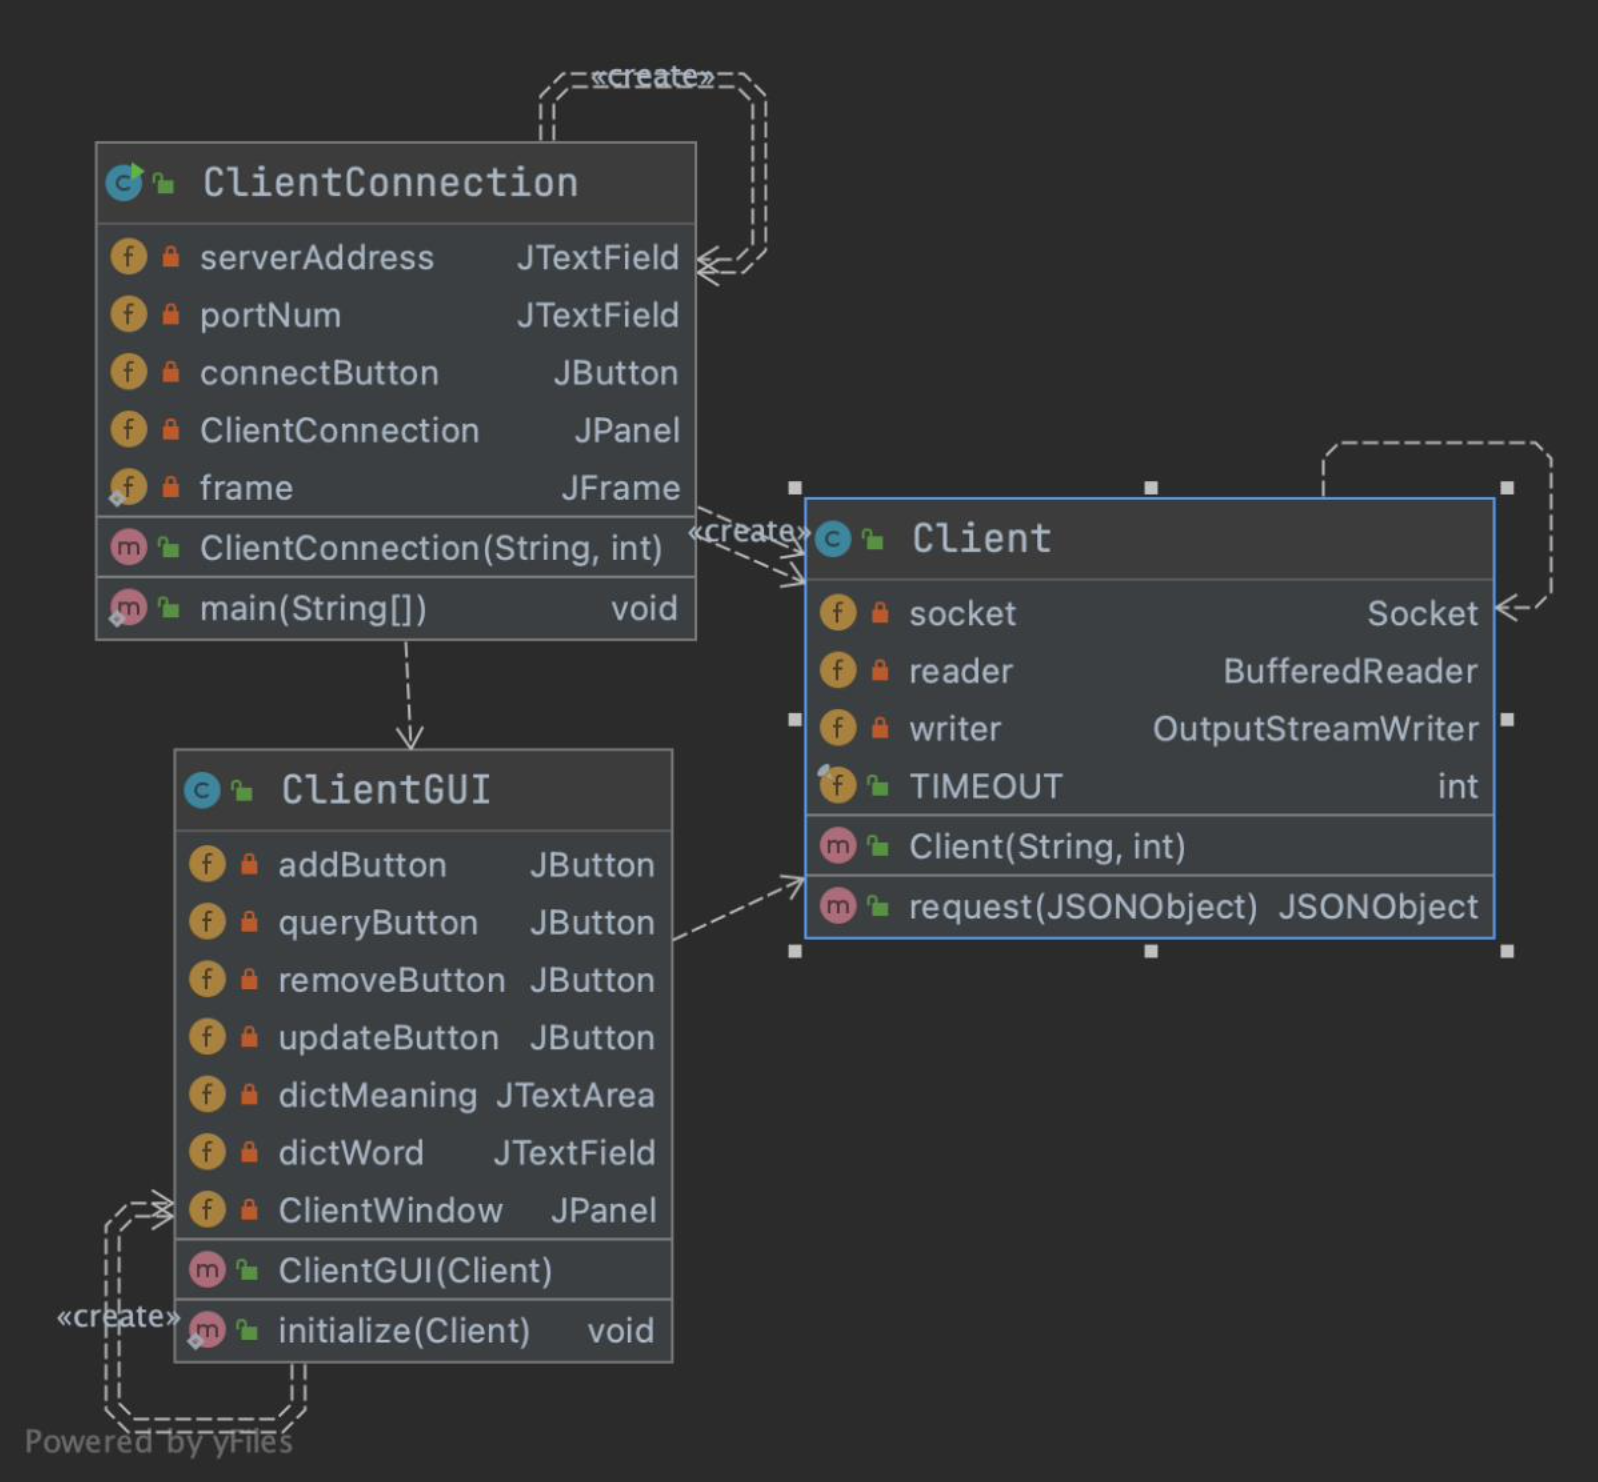 «create»
ClientConnection
serverAddress JTextField
portNum JTextField
connectButton JButton
ClientConnection JPanel
frame JFrame
ClientConnection(String, int)
main(String[]) void
«create»
Client
socket Socket
reader BufferedReader
writer OutputStreamWriter
TIMEOUT int
Client(String, int)
request(JSONObject) JSONObject
ClientGUI
addButton JButton
queryButton JButton
removeButton JButton
updateButton JButton
dictMeaning JTextArea
dictWord JTextField
ClientWindow JPanel
ClientGUI(Client)
«create»
initialize(Client) void
Powered by yFiles